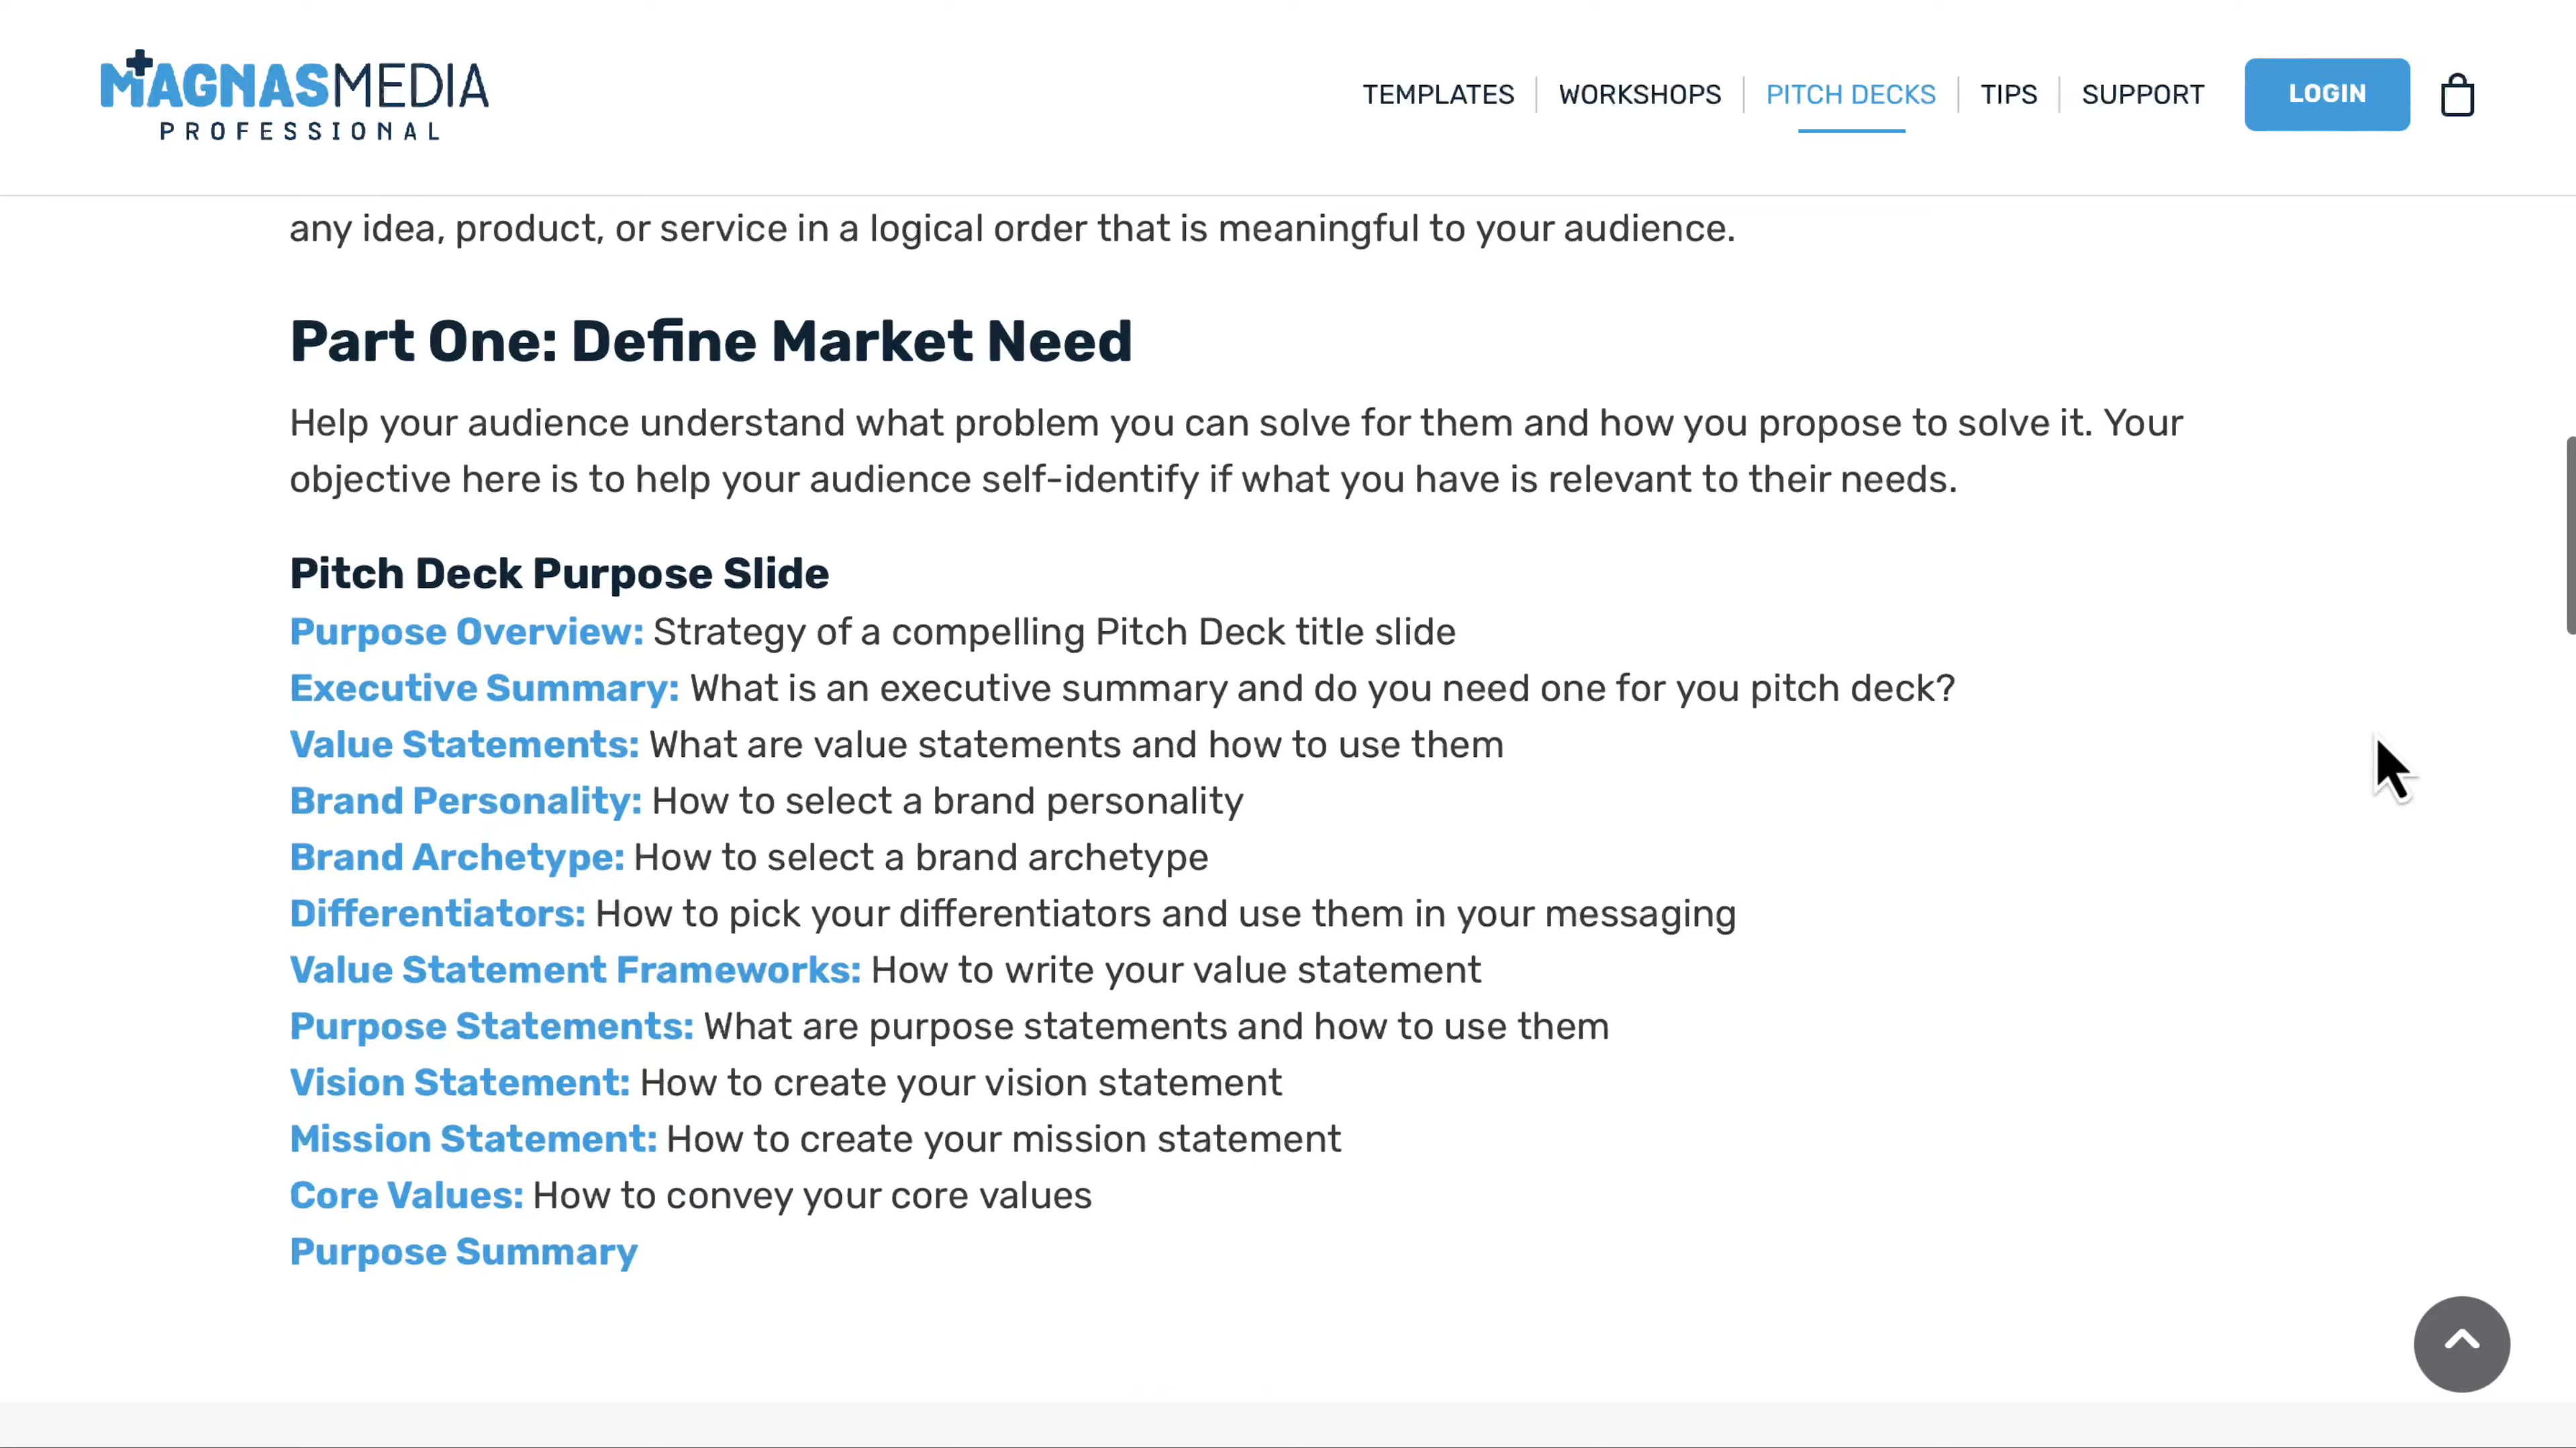 MAGNASMEDIA
PROFESSIONAL
TEMPLATES
WORKSHOPS
PITCH DECKS
TIPS
SUPPORT
LOGIN
any idea, product, or service in a logical order that is meaningful to your audience.
Part One: Define Market Need
Help your audience understand what problem you can solve for them and how you propose to solve it. Your
objective here is to help your audience self-identify if what you have is relevant to their needs.
Pitch Deck Purpose Slide
Purpose Overview: Strategy of a compelling Pitch Deck title slide
Executive Summary: What is an executive summary and do you need one for you pitch deck?
Value Statements: What are value statements and how to use them
Brand Personality: How to select a brand personality
Brand Archetype: How to select a brand archetype
Differentiators: How to pick your differentiators and use them in your messaging
Value Statement Frameworks: How to write your value statement
Purpose Statements: What are purpose statements and how to use them
Vision Statement: How to create your vision statement
Mission Statement: How to create your mission statement
Core Values: How to convey your core values
Purpose Summary